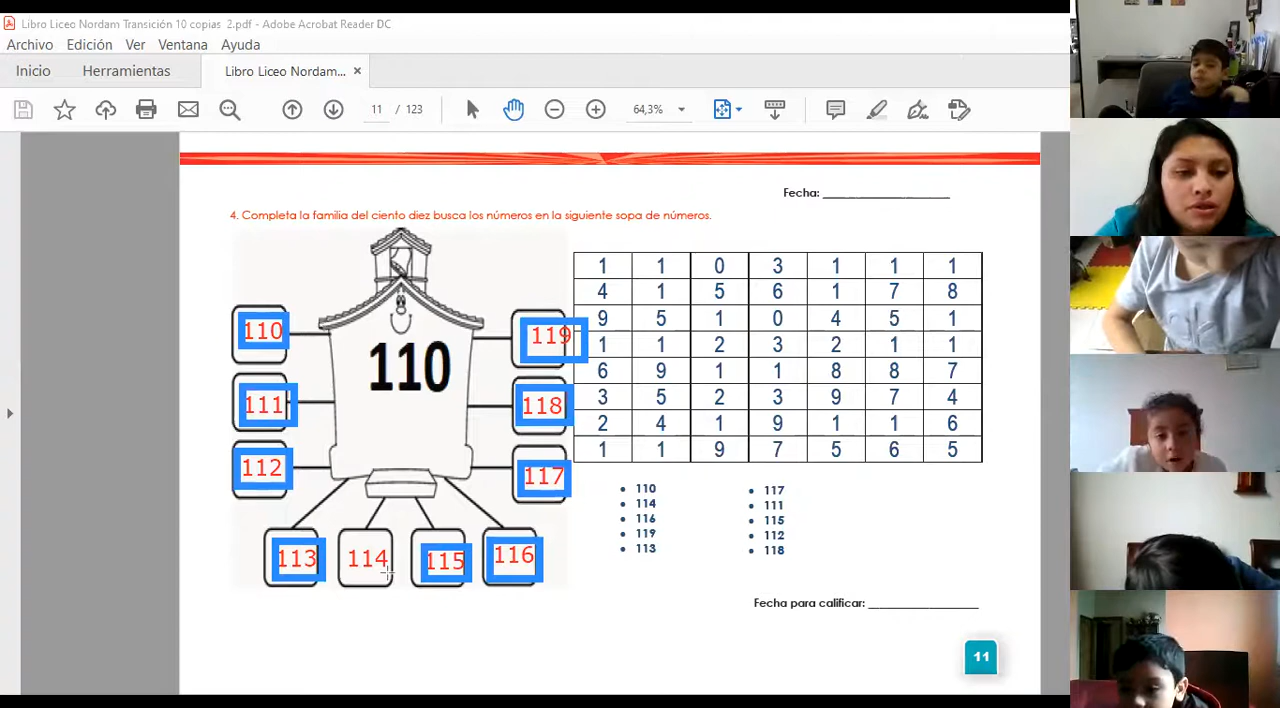 Libro Liceo Nordam Transición 10 copias 2.pdf - Adobe Acrobat Reader DC
Archivo Edición Ver Ventana Ayuda
Inicio Herramientas Libro Liceo Nordam... ×
11 / 123 64,3%
Fecha: ____________________
4. Completa la familia del ciento diez busca los números en la siguiente sopa de números.
110
110
111
112
113
114
115
116
117
118
119
1 1 0 3 1 1 1
4 1 5 6 1 7 8
9 5 1 0 4 5 1
1 1 2 3 2 1 1
6 9 1 1 8 8 7
3 5 2 3 9 7 4
2 4 1 9 1 1 6
1 1 9 7 5 6 5
• 110
• 114
• 116
• 119
• 113
• 117
• 111
• 115
• 112
• 118
Fecha para calificar: __________________
11